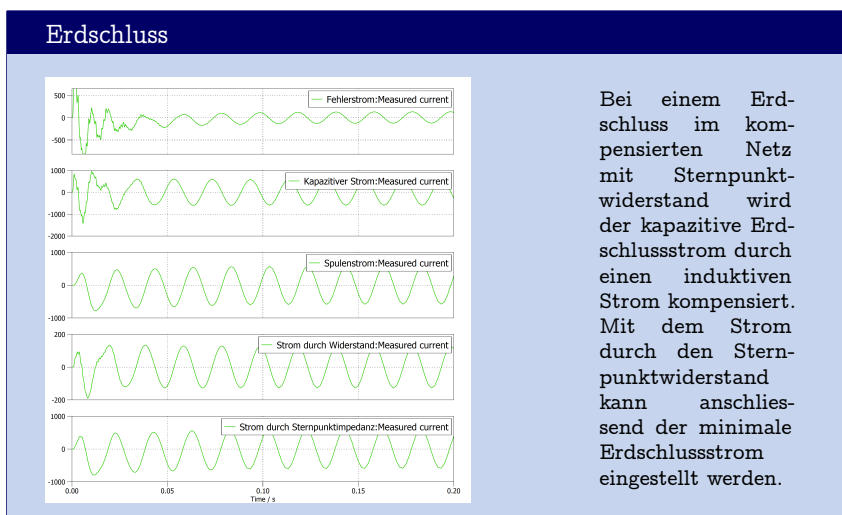 Erdschluss
500
0
-500
Fehlerstrom:Measured current
1000
0
-1000
-2000
Kapazitiver Strom:Measured current
1000
0
-1000
Spulenstrom:Measured current
200
0
-200
Strom durch Widerstand:Measured current
1000
0
-1000
Strom durch Sternpunktimpedanz:Measured current
0.00 0.05 0.10 0.15 0.20
Time / s
Bei einem Erd-
schluss im kom-
pensierten Netz
mit Sternpunkt-
widerstand wird
der kapazitive Erd-
schlussstrom durch
einen induktiven
Strom kompensiert.
Mit dem Strom
durch den Stern-
punktwiderstand
kann anschlies-
send der minimale
Erdschlussstrom
eingestellt werden.